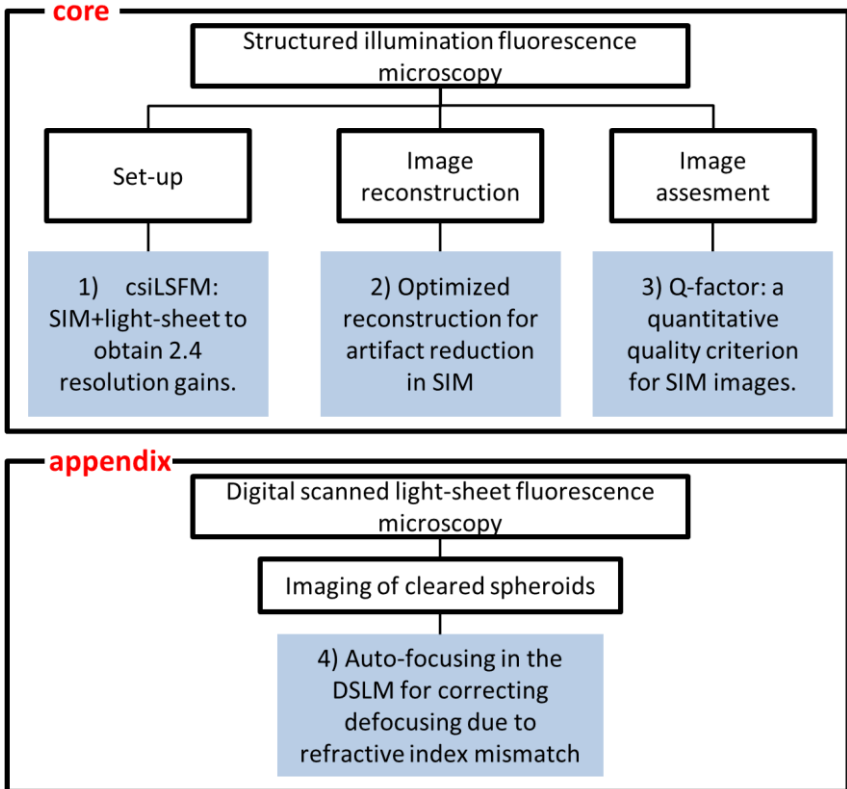 core
Structured illumination fluorescence
microscopy
Set-up
Image
reconstruction
Image
assesment
1) csiLSFM:
SIM+light-sheet to
obtain 2.4
resolution gains.
2) Optimized
reconstruction for
artifact reduction
in SIM
3) Q-factor: a
quantitative
quality criterion
for SIM images.
appendix
Digital scanned light-sheet fluorescence
microscopy
Imaging of cleared spheroids
4) Auto-focusing in the
DSLM for correcting
defocusing due to
refractive index mismatch